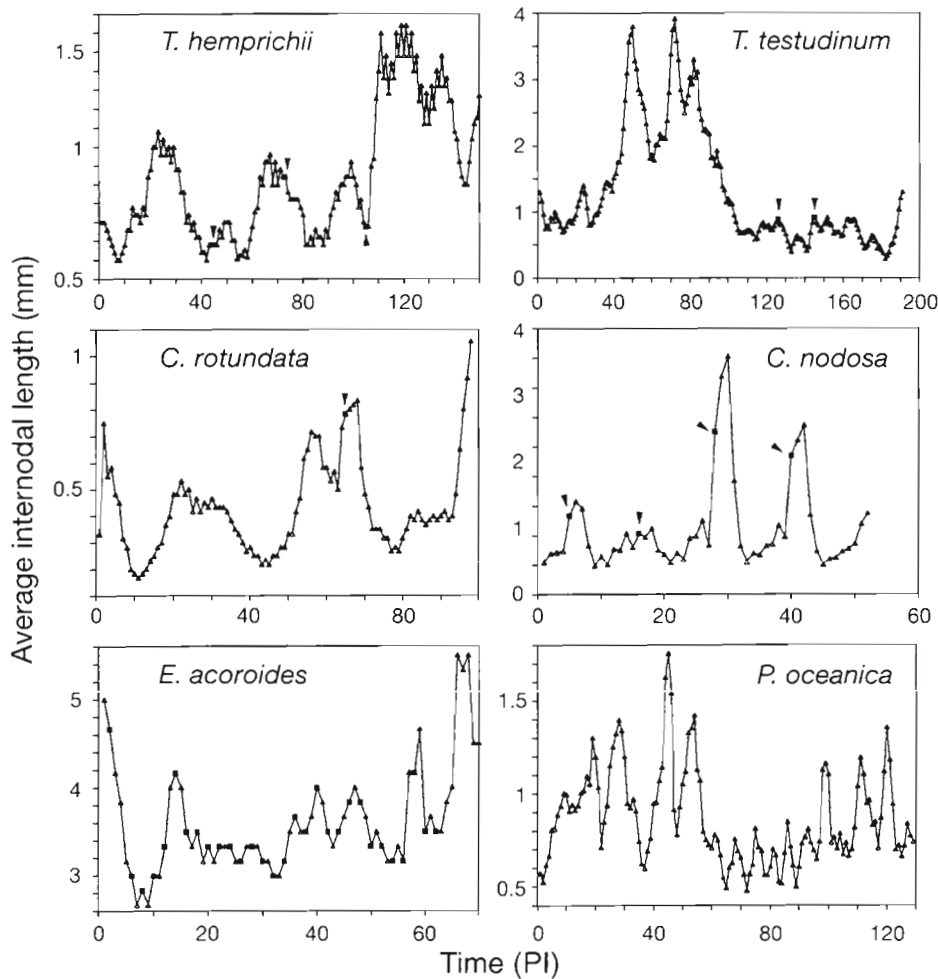 T. hemprichii
1.5
1
0.5
0 40 80 120
T. testudinum
4
3
2
1
0
0 40 80 120 160 200
C. rotundata
1
0.5
0 40 80
C. nodosa
4
3
2
1
0
0 20 40 60
E. acoroides
5
4
3
0 20 40 60
P. oceanica
1.5
1
0.5
0 40 80 120
Average internodal length (mm)
Time (PI)